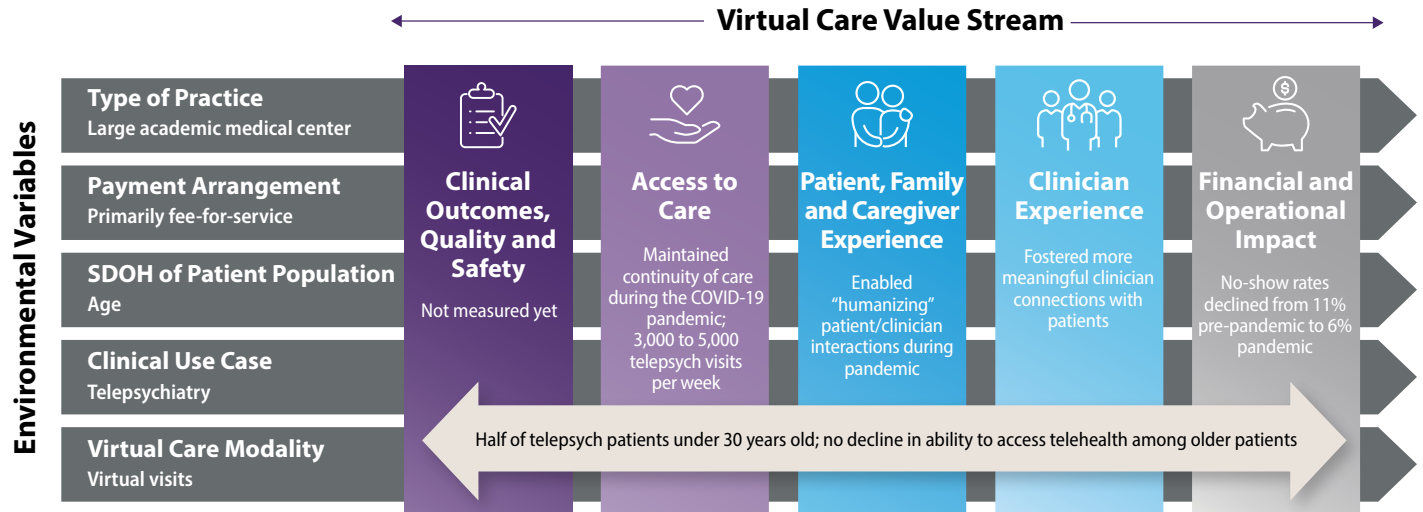 Virtual Care Value Stream
Environmental Variables
Type of Practice
Large academic medical center
Payment Arrangement
Primarily fee-for-service
SDOH of Patient Population
Age
Clinical Use Case
Telepsychiatry
Virtual Care Modality
Virtual visits
Clinical
Outcomes,
Quality and
Safety
Not measured yet
Access to
Care
Maintained
continuity of care
during the COVID-19
pandemic;
3,000 to 5,000
telepsych visits
per week
Patient, Family
and Caregiver
Experience
Enabled
“humanizing”
patient/clinician
interactions during
pandemic
Clinician
Experience
Fostered more
meaningful clinician
connections with
patients
$
Financial and
Operational
Impact
No-show rates
declined from 11%
pre-pandemic to 6%
pandemic
Half of telepsych patients under 30 years old; no decline in ability to access telehealth among older patients